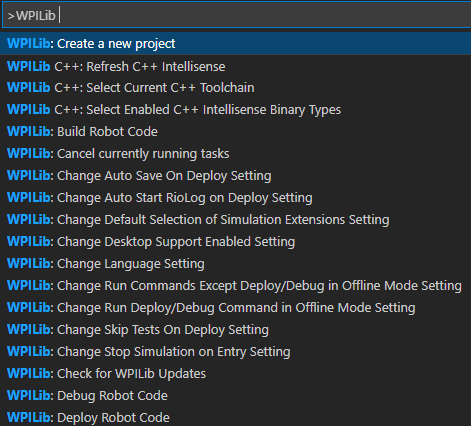 >WPILib
WPILib: Create a new project
WPILib C++: Refresh C++ Intellisense
WPILib C++: Select Current C++ Toolchain
WPILib C++: Select Enabled C++ Intellisense Binary Types
WPILib: Build Robot Code
WPILib: Cancel currently running tasks
WPILib: Change Auto Save On Deploy Setting
WPILib: Change Auto Start RioLog on Deploy Setting
WPILib: Change Default Selection of Simulation Extensions Setting
WPILib: Change Desktop Support Enabled Setting
WPILib: Change Language Setting
WPILib: Change Run Commands Except Deploy/Debug in Offline Mode Setting
WPILib: Change Run Deploy/Debug Command in Offline Mode Setting
WPILib: Change Skip Tests On Deploy Setting
WPILib: Change Stop Simulation on Entry Setting
WPILib: Check for WPILib Updates
WPILib: Debug Robot Code
WPILib: Deploy Robot Code